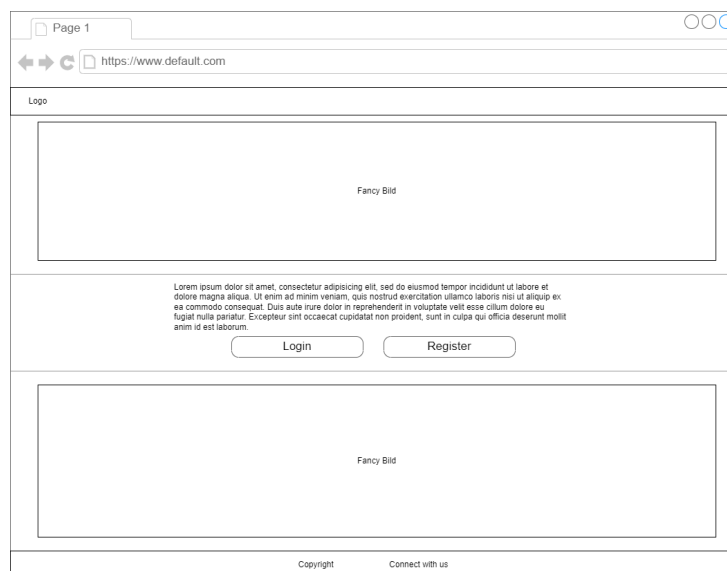 Page 1
https://www.default.com
Logo
Fancy Bild
Lorem ipsum dolor sit amet, consectetur adipisicing elit, sed do eiusmod tempor incididunt ut labore et
dolore magna aliqua. Ut enim ad minim veniam, quis nostrud exercitation ullamco laboris nisi ut aliquip ex
ea commodo consequat. Duis aute irure dolor in reprehenderit in voluptate velit esse cillum dolore eu
fugiat nulla pariatur. Excepteur sint occaecat cupidatat non proident, sunt in culpa qui officia deserunt mollit
anim id est laborum.
Login Register
Fancy Bild
Copyright Connect with us